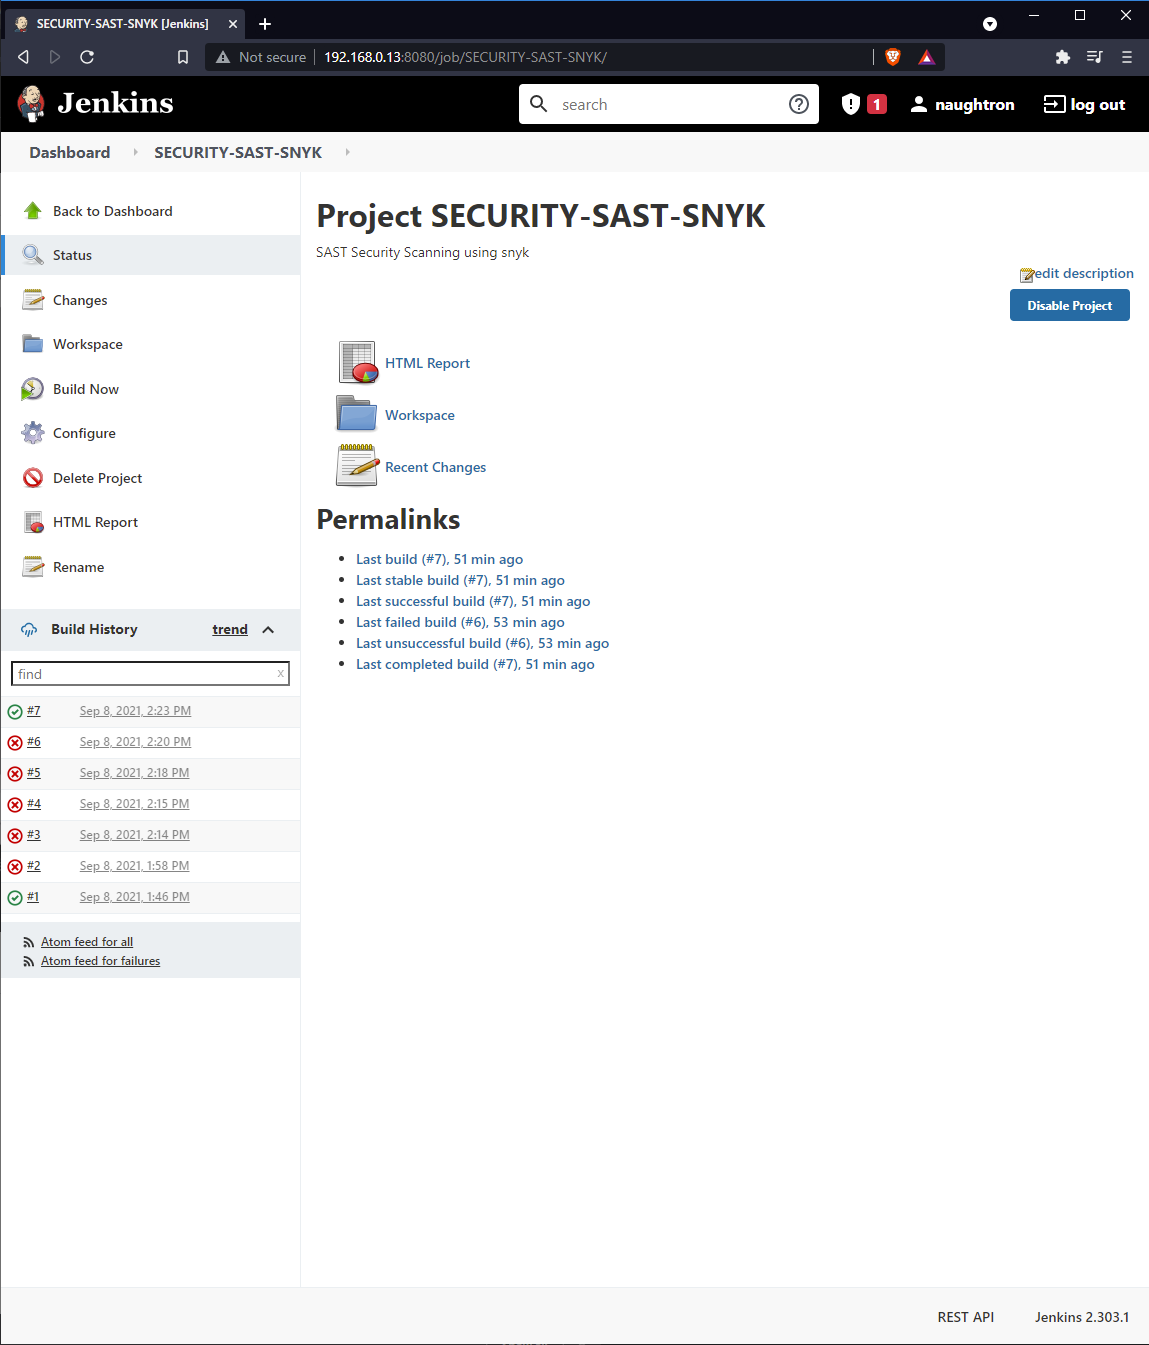 SECURITY-SAST-SNYK [Jenkins]
Not secure 192.168.0.13:8080/job/SECURITY-SAST-SNYK/
Jenkins
search
1
naughtron
log out
Dashboard
SECURITY-SAST-SNYK
Back to Dashboard
Status
Changes
Workspace
Build Now
Configure
Delete Project
HTML Report
Rename
Build History trend
find x
#7 Sep 8, 2021, 2:23 PM
#6 Sep 8, 2021, 2:20 PM
#5 Sep 8, 2021, 2:18 PM
#4 Sep 8, 2021, 2:15 PM
#3 Sep 8, 2021, 2:14 PM
#2 Sep 8, 2021, 1:58 PM
#1 Sep 8, 2021, 1:46 PM
Atom feed for all
Atom feed for failures
Project SECURITY-SAST-SNYK
SAST Security Scanning using snyk
edit description
Disable Project
HTML Report
Workspace
Recent Changes
Permalinks
Last build (#7), 51 min ago
Last stable build (#7), 51 min ago
Last successful build (#7), 51 min ago
Last failed build (#6), 53 min ago
Last unsuccessful build (#6), 53 min ago
Last completed build (#7), 51 min ago
REST API
Jenkins 2.303.1